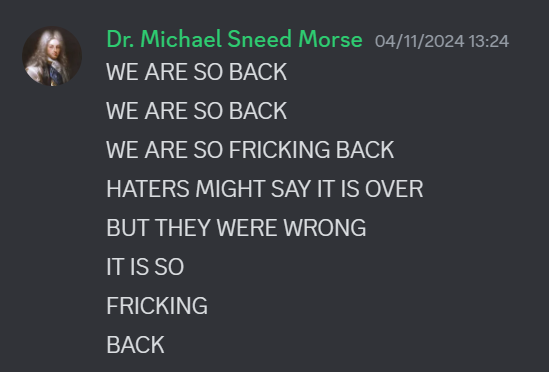 Dr. Michael Sneed Morse 04/11/2024 13:24
WE ARE SO BACK
WE ARE SO BACK
WE ARE SO FRICKING BACK
HATERS MIGHT SAY IT IS OVER
BUT THEY WERE WRONG
IT IS SO
FRICKING
BACK